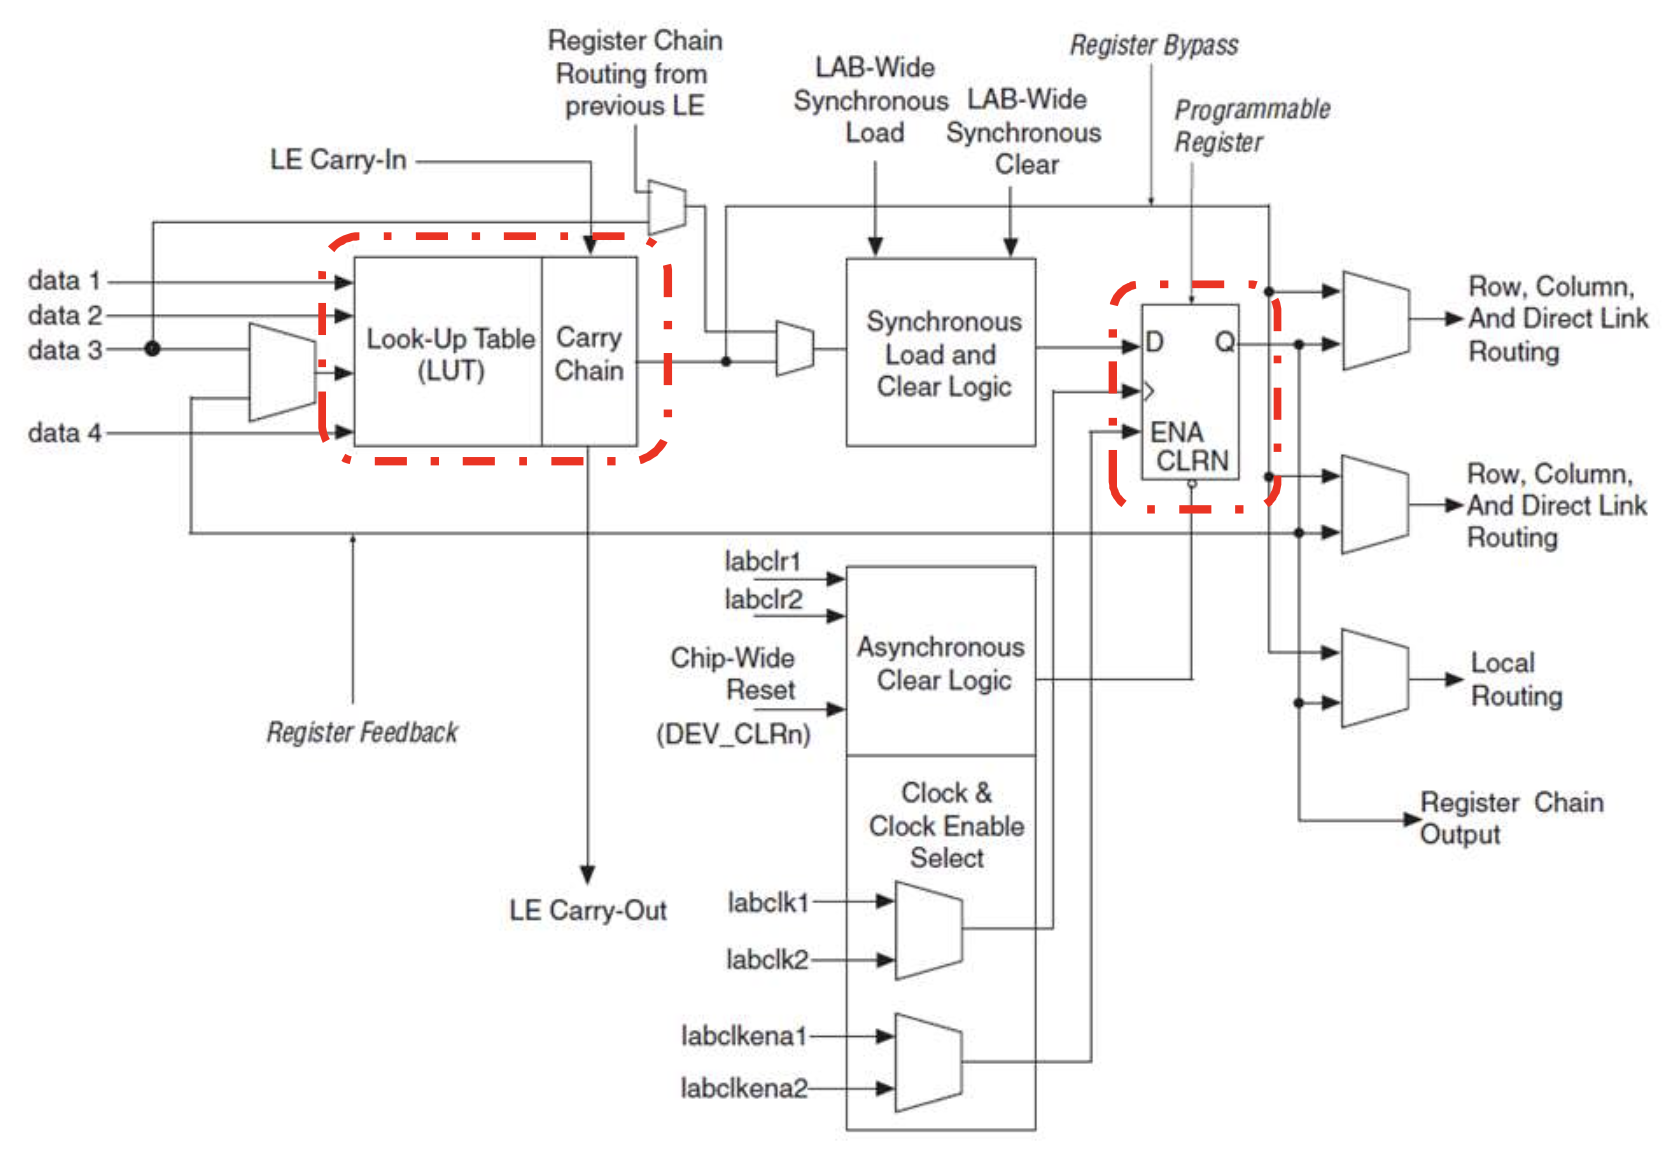 Register Chain
Routing from
previous LE
LAB-Wide
Synchronous
Load
LAB-Wide
Synchronous
Clear
Register Bypass
Programmable
Register
LE Carry-In
data 1
data 2
data 3
data 4
Look-Up Table
(LUT)
Carry
Chain
Synchronous
Load and
Clear Logic
D
Q
ENA
CLRN
Row, Column,
And Direct Link
Routing
Row, Column,
And Direct Link
Routing
Local
Routing
Register Chain
Output
Register Feedback
labclr1
labclr2
Chip-Wide
Reset
(DEV_CLRn)
Asynchronous
Clear Logic
Clock &
Clock Enable
Select
LE Carry-Out
labclk1
labclk2
labclkena1
labclkena2